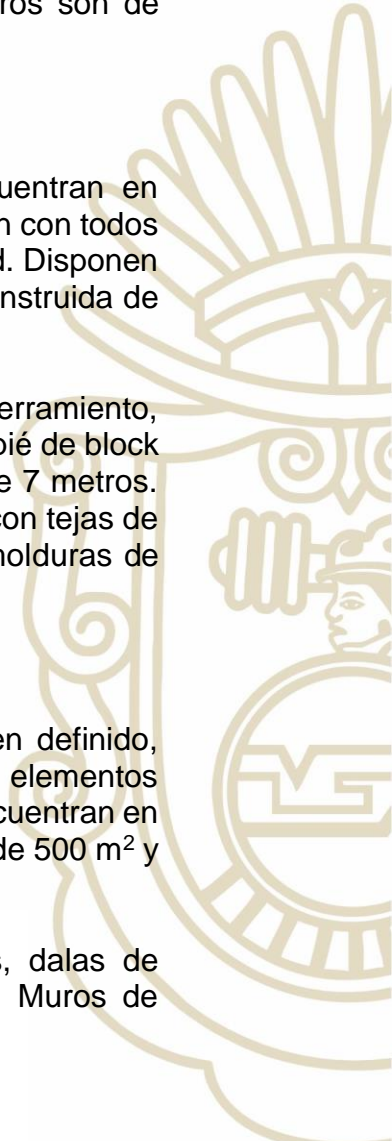 ros son de
uentran en
n con todos
d. Disponen
nstruida de
erramiento,
pié de block
e 7 metros.
con tejas de
nolduras de
en definido,
elementos
cuentran en
de 500 m² y
s, dalas de
Muros de